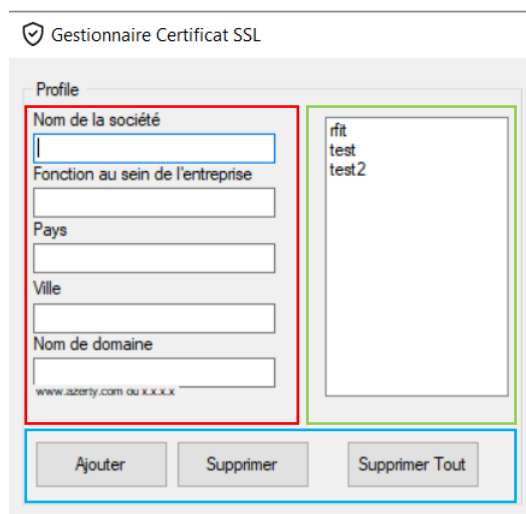 Gestionnaire Certificat SSL
Profile
Nom de la société
Fonction au sein de l'entreprise
Pays
Ville
Nom de domaine
www.azerty.com ou x.x.x.x
rfit
test
test2
Ajouter
Supprimer
Supprimer Tout